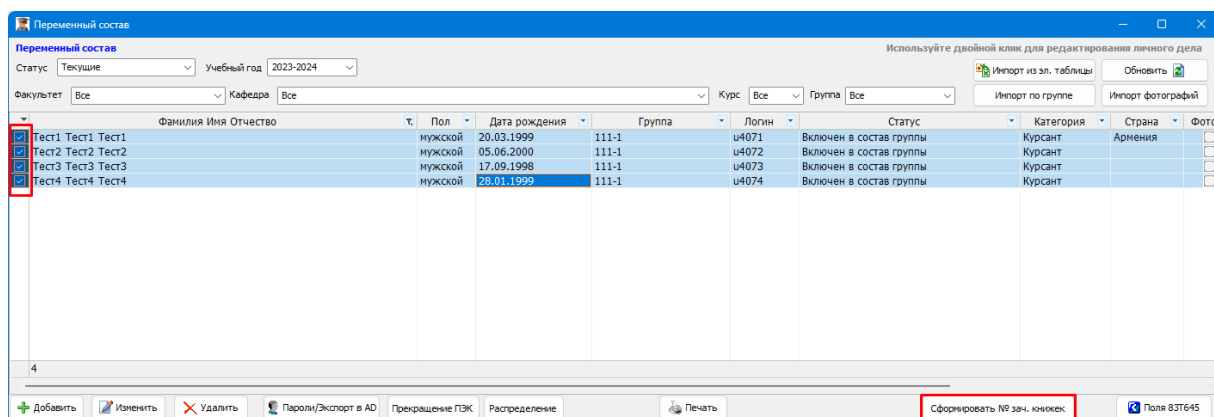 Переменный состав
Переменный состав
Используйте двойной клик для редактирования личного дела
Статус Текущие Учебный год 2023-2024 Импорт из эл. таблицы Обновить
Факультет Все Кафедра Все Курс Все Группа Все Импорт по группе Импорт фотографий
Фамилия Имя Отчество Пол Дата рождения Группа Логин Статус Категория Страна Фото
Тест1 Тест1 Тест1 мужской 20.03.1999 111-1 u4071 Включен в состав группы Курсант Армения
Тест2 Тест2 Тест2 мужской 05.06.2000 111-1 u4072 Включен в состав группы Курсант
Тест3 Тест3 Тест3 мужской 17.09.1998 111-1 u4073 Включен в состав группы Курсант
Тест4 Тест4 Тест4 мужской 28.01.1999 111-1 u4074 Включен в состав группы Курсант
4
Добавить Изменить Удалить Пароли/Экспорт в AD Прекращение ПЭК Распределение Печать Сформировать № зач. книжек Поля 83Т645